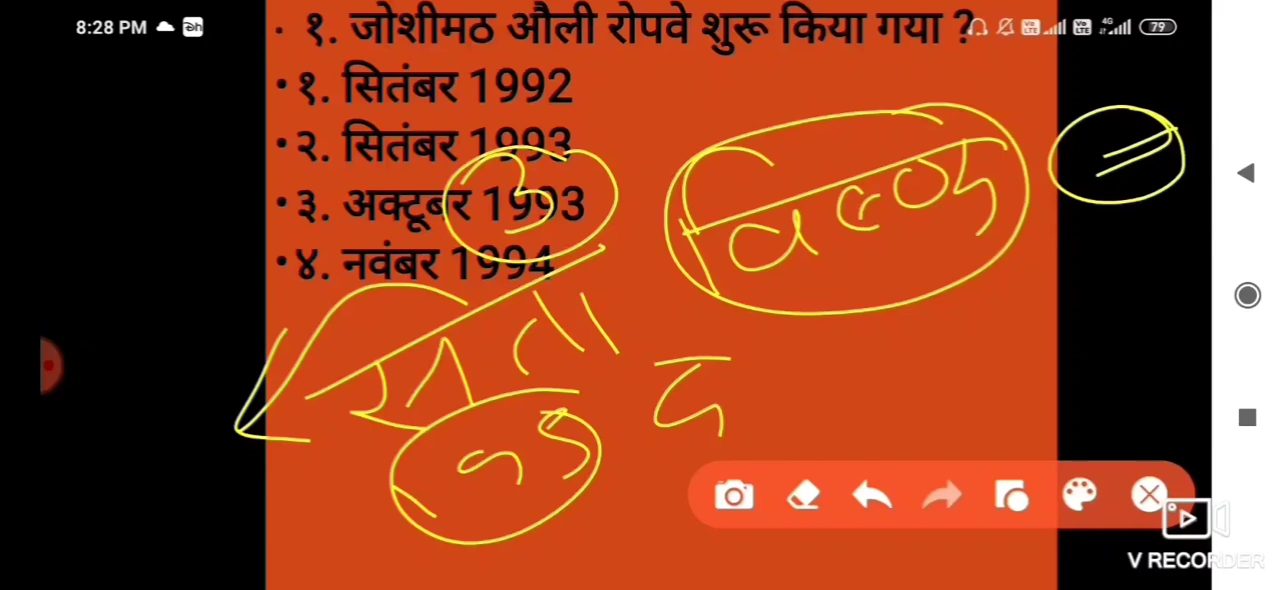 8:28 PM
4G
79
• १. जोशीमठ औली रोपवे शुरू किया गया ?
• १. सितंबर 1992
• २. सितंबर 1993
• ३. अक्टूबर 1993
• ४. नवंबर 1994
V RECORDER